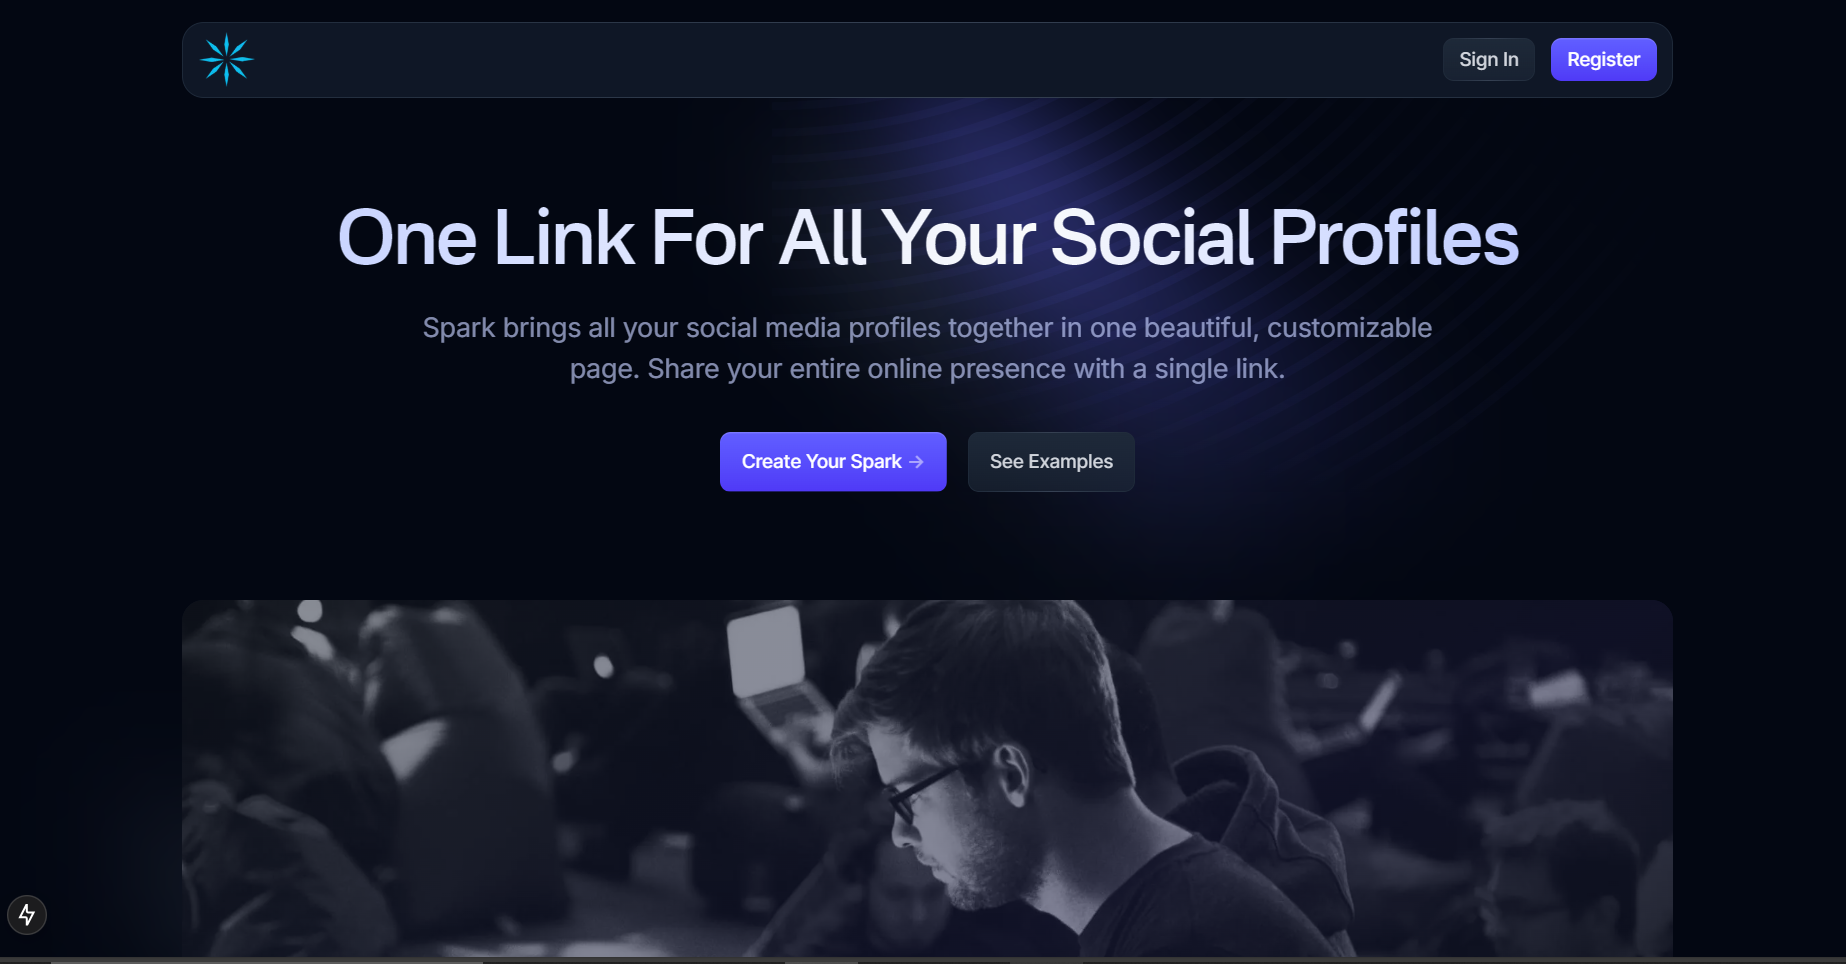 Sign In
Register
One Link For All Your Social Profiles
Spark brings all your social media profiles together in one beautiful, customizable
page. Share your entire online presence with a single link.
Create Your Spark →
See Examples